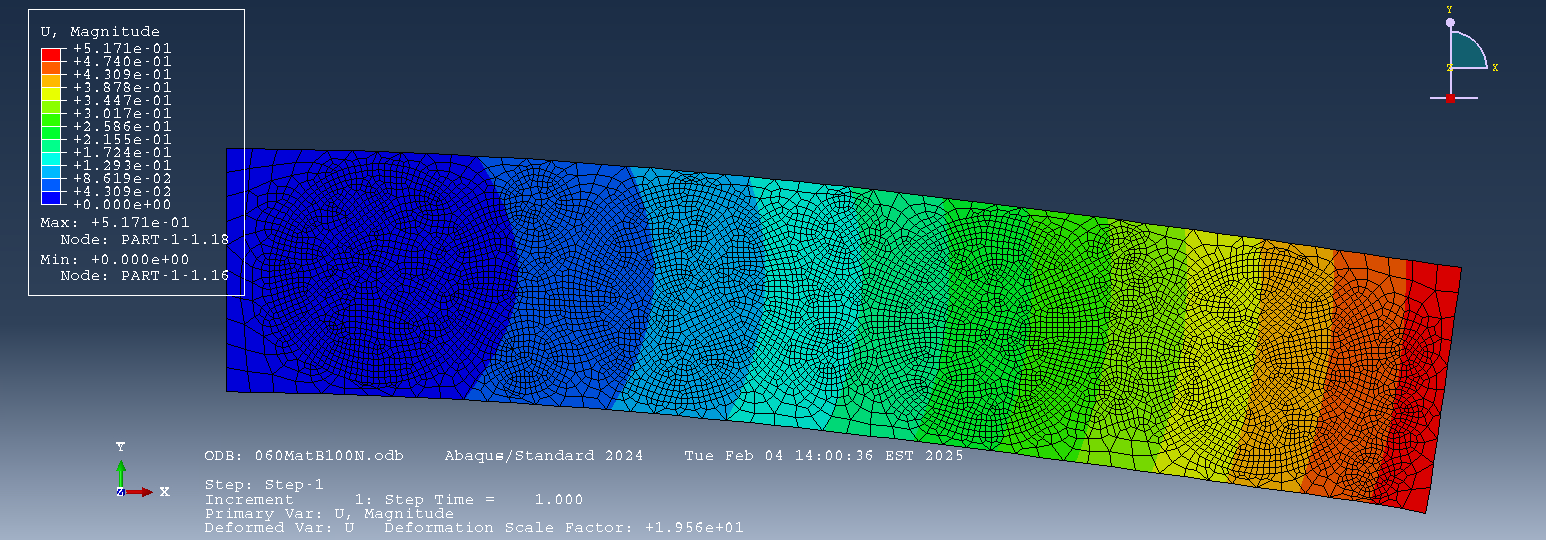 U, Magnitude
+5.171e-01
+4.740e-01
+4.309e-01
+3.878e-01
+3.447e-01
+3.017e-01
+2.586e-01
+2.155e-01
+1.724e-01
+1.293e-01
+8.619e-02
+4.309e-02
+0.000e+00
Max: +5.171e-01
Node: PART-1-1.18
Min: +0.000e+00
Node: PART-1-1.16
Y
Z X
Y
Z X
ODB: 060MatB100N.odb Abaqus/Standard 2024 Tue Feb 04 14:00:36 EST 2025
Step: Step-1
Increment 1: Step Time = 1.000
Primary Var: U, Magnitude
Deformed Var: U Deformation Scale Factor: +1.956e+01